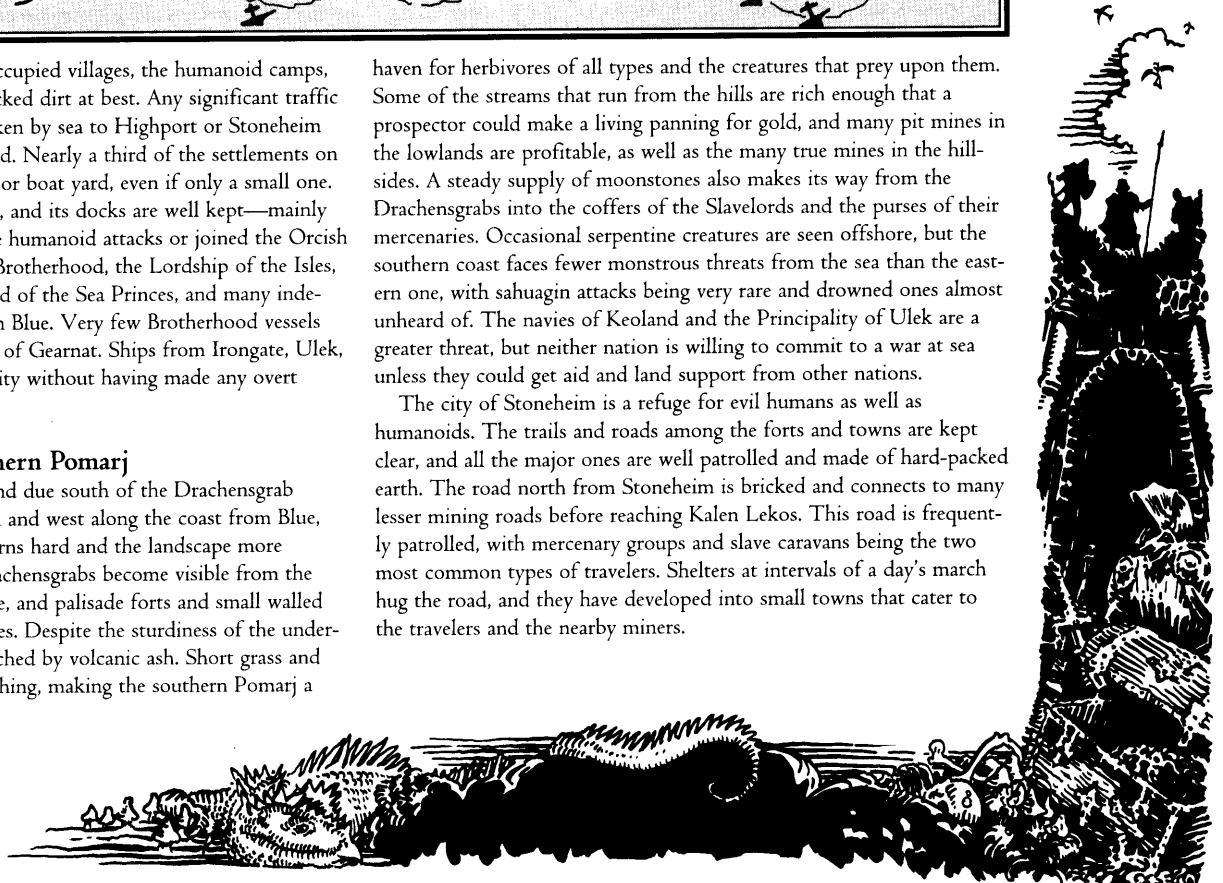 ccupied villages, the humanoid camps,
cked dirt at best. Any significant traffic
ken by sea to Highport or Stoneheim
d. Nearly a third of the settlements on
or boat yard, even if only a small one.
, and its docks are well kept—mainly
e humanoid attacks or joined the Orcish
Brotherhood, the Lordship of the Isles,
d of the Sea Princes, and many inde-
n Blue. Very few Brotherhood vessels
of Gearnat. Ships from Irongate, Ulek,
ity without having made any overt
hern Pomarj
nd due south of the Drachensgrab
and west along the coast from Blue,
rns hard and the landscape more
achensgrabs become visible from the
e, and palisade forts and small walled
es. Despite the sturdiness of the under-
ched by volcanic ash. Short grass and
hing, making the southern Pomarj a
haven for herbivores of all types and the creatures that prey upon them.
Some of the streams that run from the hills are rich enough that a
prospector could make a living panning for gold, and many pit mines in
the lowlands are profitable, as well as the many true mines in the hill-
sides. A steady supply of moonstones also makes its way from the
Drachensgrabs into the coffers of the Slavelords and the purses of their
mercenaries. Occasional serpentine creatures are seen offshore, but the
southern coast faces fewer monstrous threats from the sea than the east-
ern one, with sahuagin attacks being very rare and drowned ones almost
unheard of. The navies of Keoland and the Principality of Ulek are a
greater threat, but neither nation is willing to commit to a war at sea
unless they could get aid and land support from other nations.
The city of Stoneheim is a refuge for evil humans as well as
humanoids. The trails and roads among the forts and towns are kept
clear, and all the major ones are well patrolled and made of hard-packed
earth. The road north from Stoneheim is bricked and connects to many
lesser mining roads before reaching Kalen Lekos. This road is frequent-
ly patrolled, with mercenary groups and slave caravans being the two
most common types of travelers. Shelters at intervals of a day's march
hug the road, and they have developed into small towns that cater to
the travelers and the nearby miners.